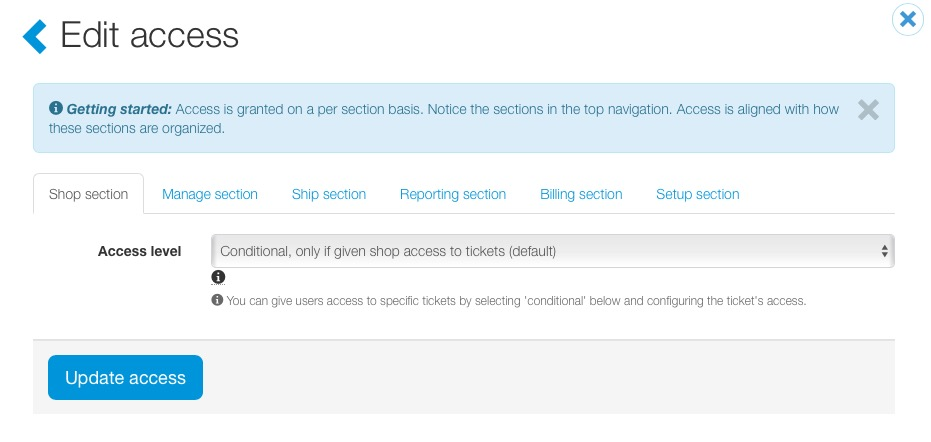 Edit access
Getting started: Access is granted on a per section basis. Notice the sections in the top navigation. Access is aligned with how
these sections are organized.
Shop section Manage section Ship section Reporting section Billing section Setup section
Access level Conditional, only if given shop access to tickets (default)
You can give users access to specific tickets by selecting 'conditional' below and configuring the ticket's access.
Update access